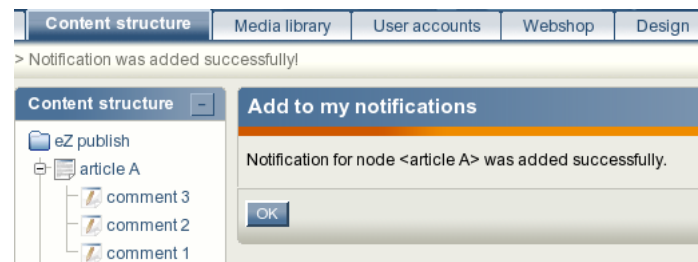 Content structure Media library User accounts Webshop Design
> Notification was added successfully!
Content structure -
eZ publish
article A
comment 3
comment 2
comment 1
Add to my notifications
Notification for node <article A> was added successfully.
OK